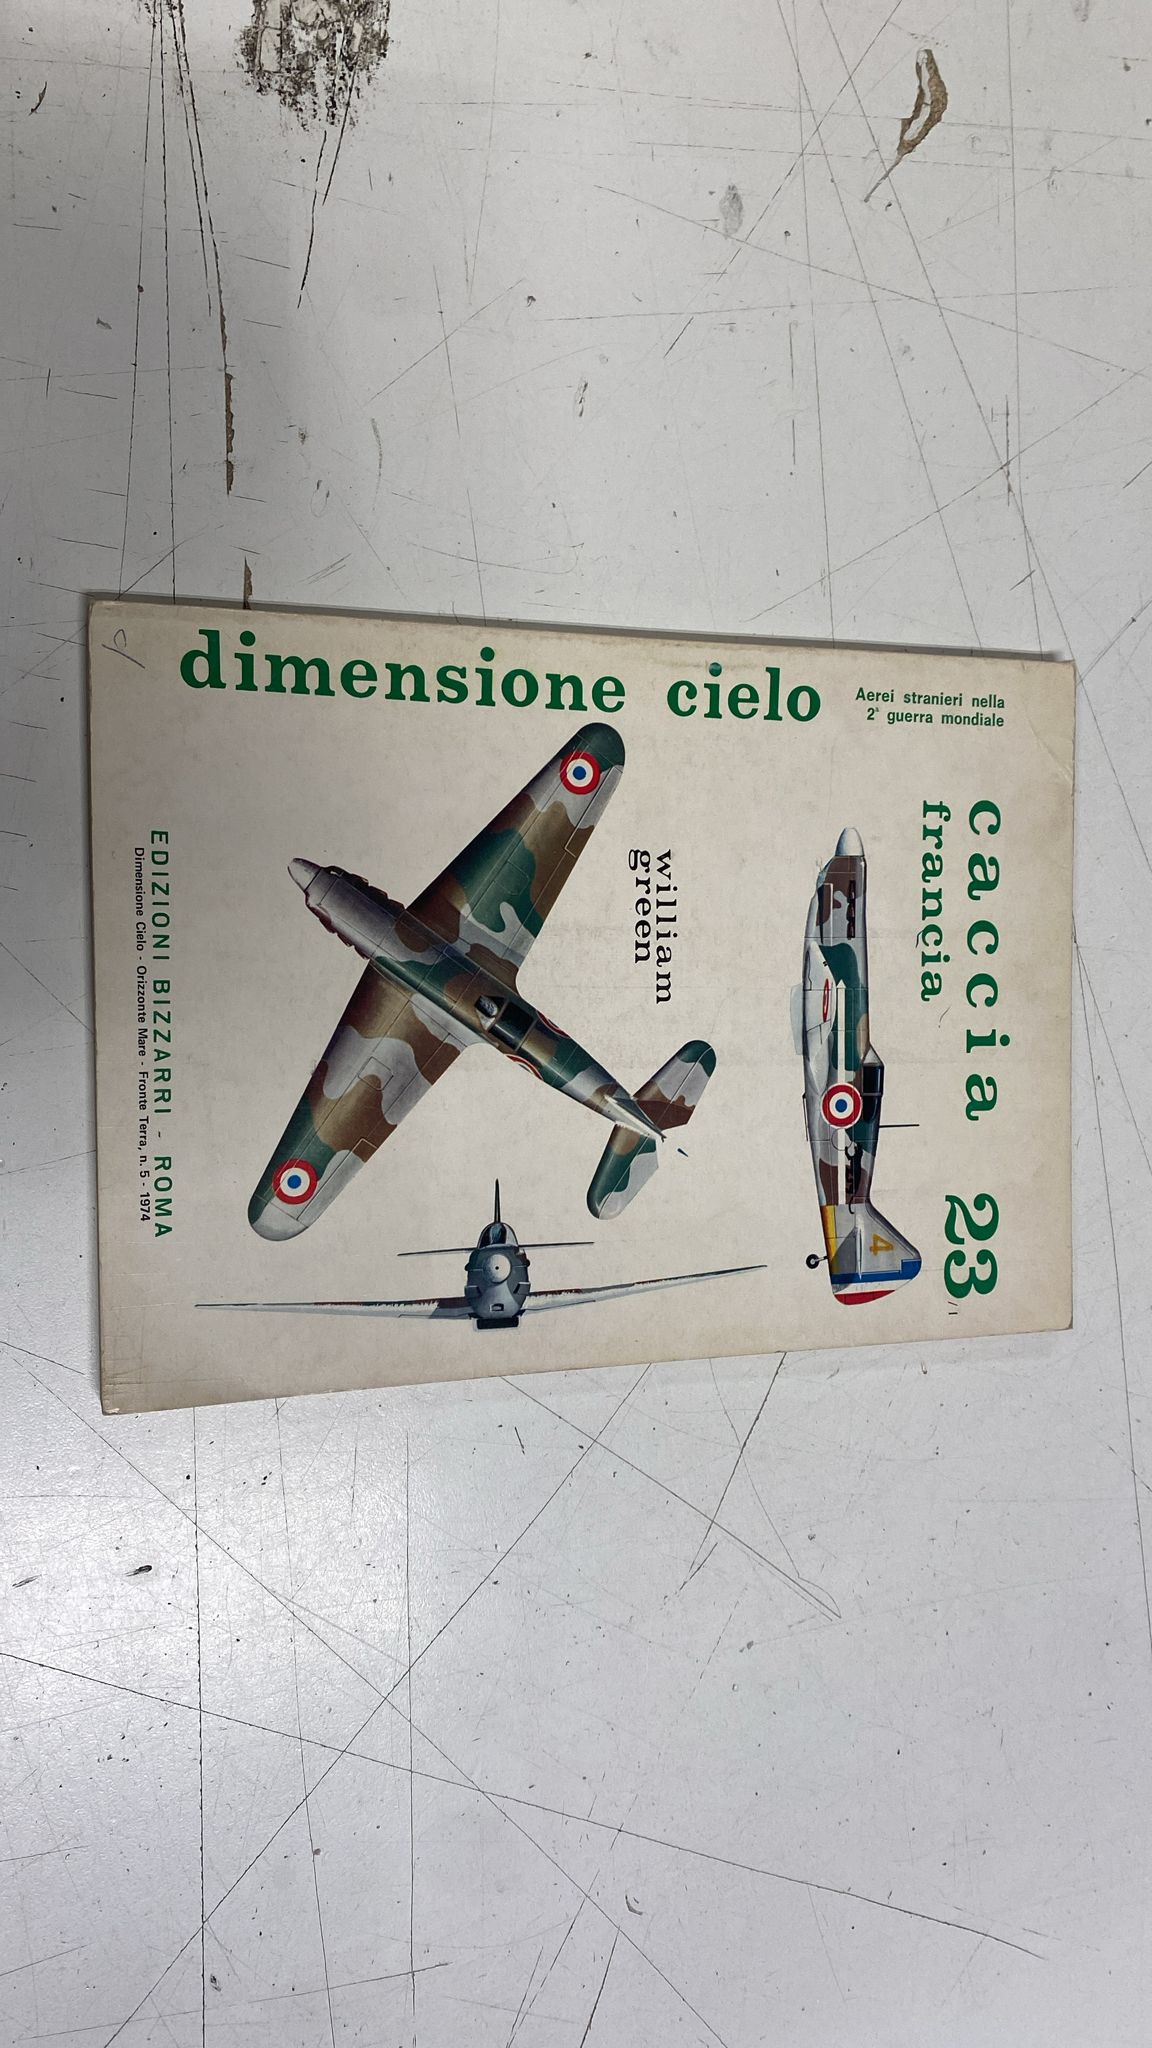 dimensione cielo
Aerei stranieri nella
2ª guerra mondiale
caccia 23/1
francia
william
green
4
EDIZIONI BIZZARRI - ROMA
Dimensione Cielo - Orizzonte Mare - Fronte Terra, n. 5 - 1974